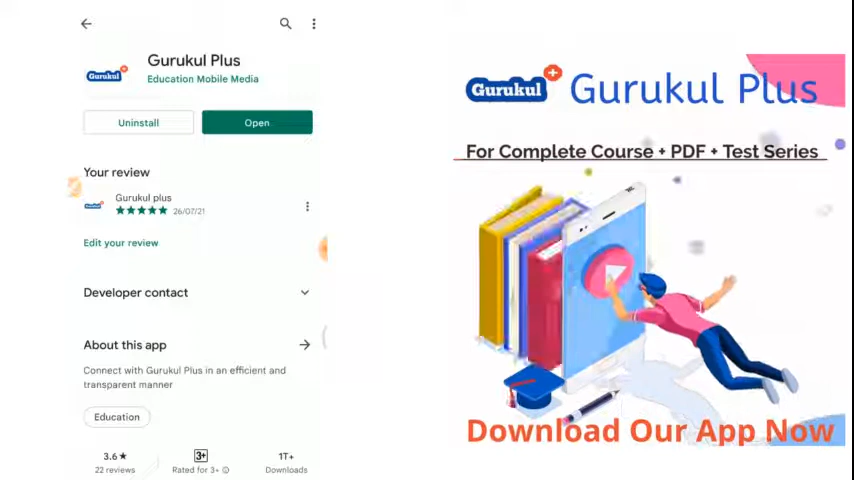 Gurukul Plus
Education Mobile Media
Gurukul
Uninstall
Open
Your review
Gurukul plus
26/07/21
Edit your review
Developer contact
About this app
Connect with Gurukul Plus in an efficient and
transparent manner
Education
3.6★
22 reviews
3+
Rated for 3+
1T+
Downloads
Gurukul
Gurukul Plus
For Complete Course + PDF + Test Series
Download Our App Now